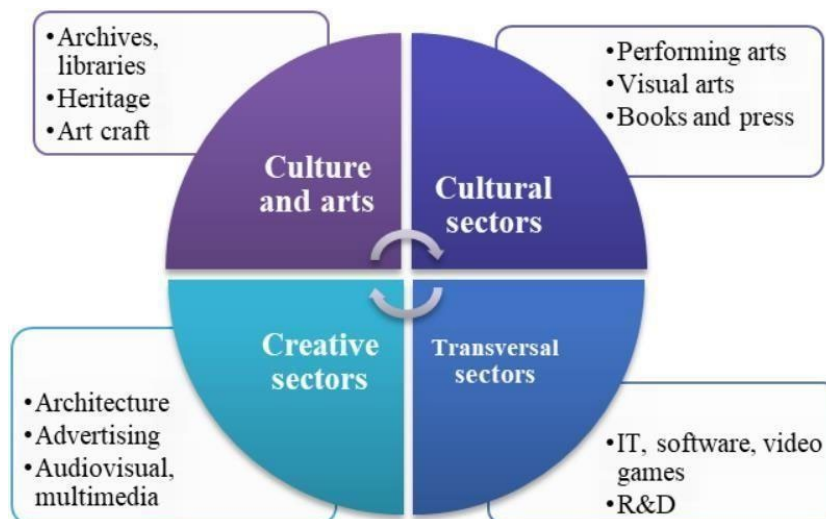 •Archives,
libraries
•Heritage
•Art craft
•Performing arts
•Visual arts
•Books and press
Culture
and arts
Cultural
sectors
Creative
sectors
Transversal
sectors
•Architecture
•Advertising
•Audiovisual,
multimedia
•IT, software, video
games
•R&D